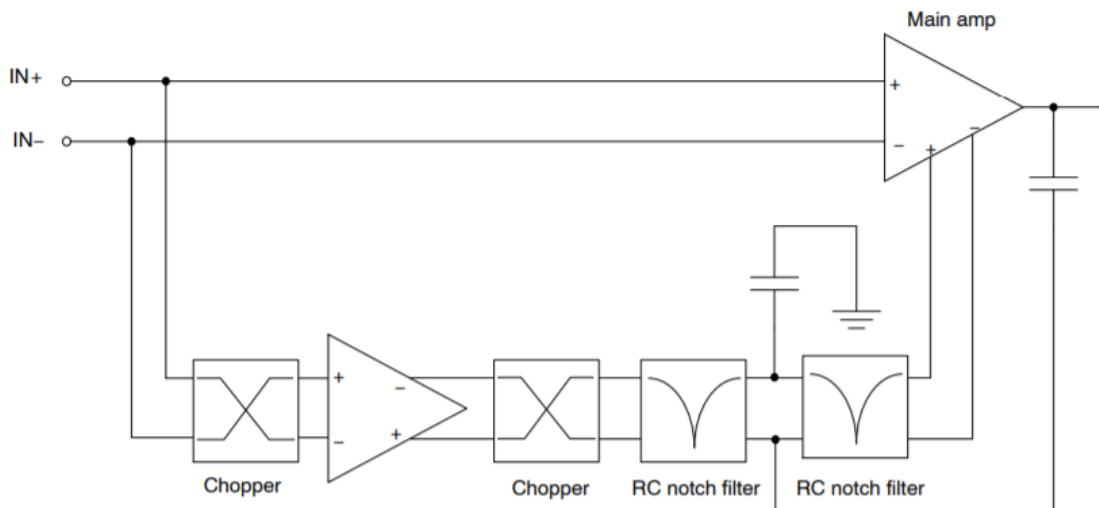 Main amp
IN+
+
IN−
−
+
−
+
−
−
+
Chopper
Chopper
RC notch filter
RC notch filter